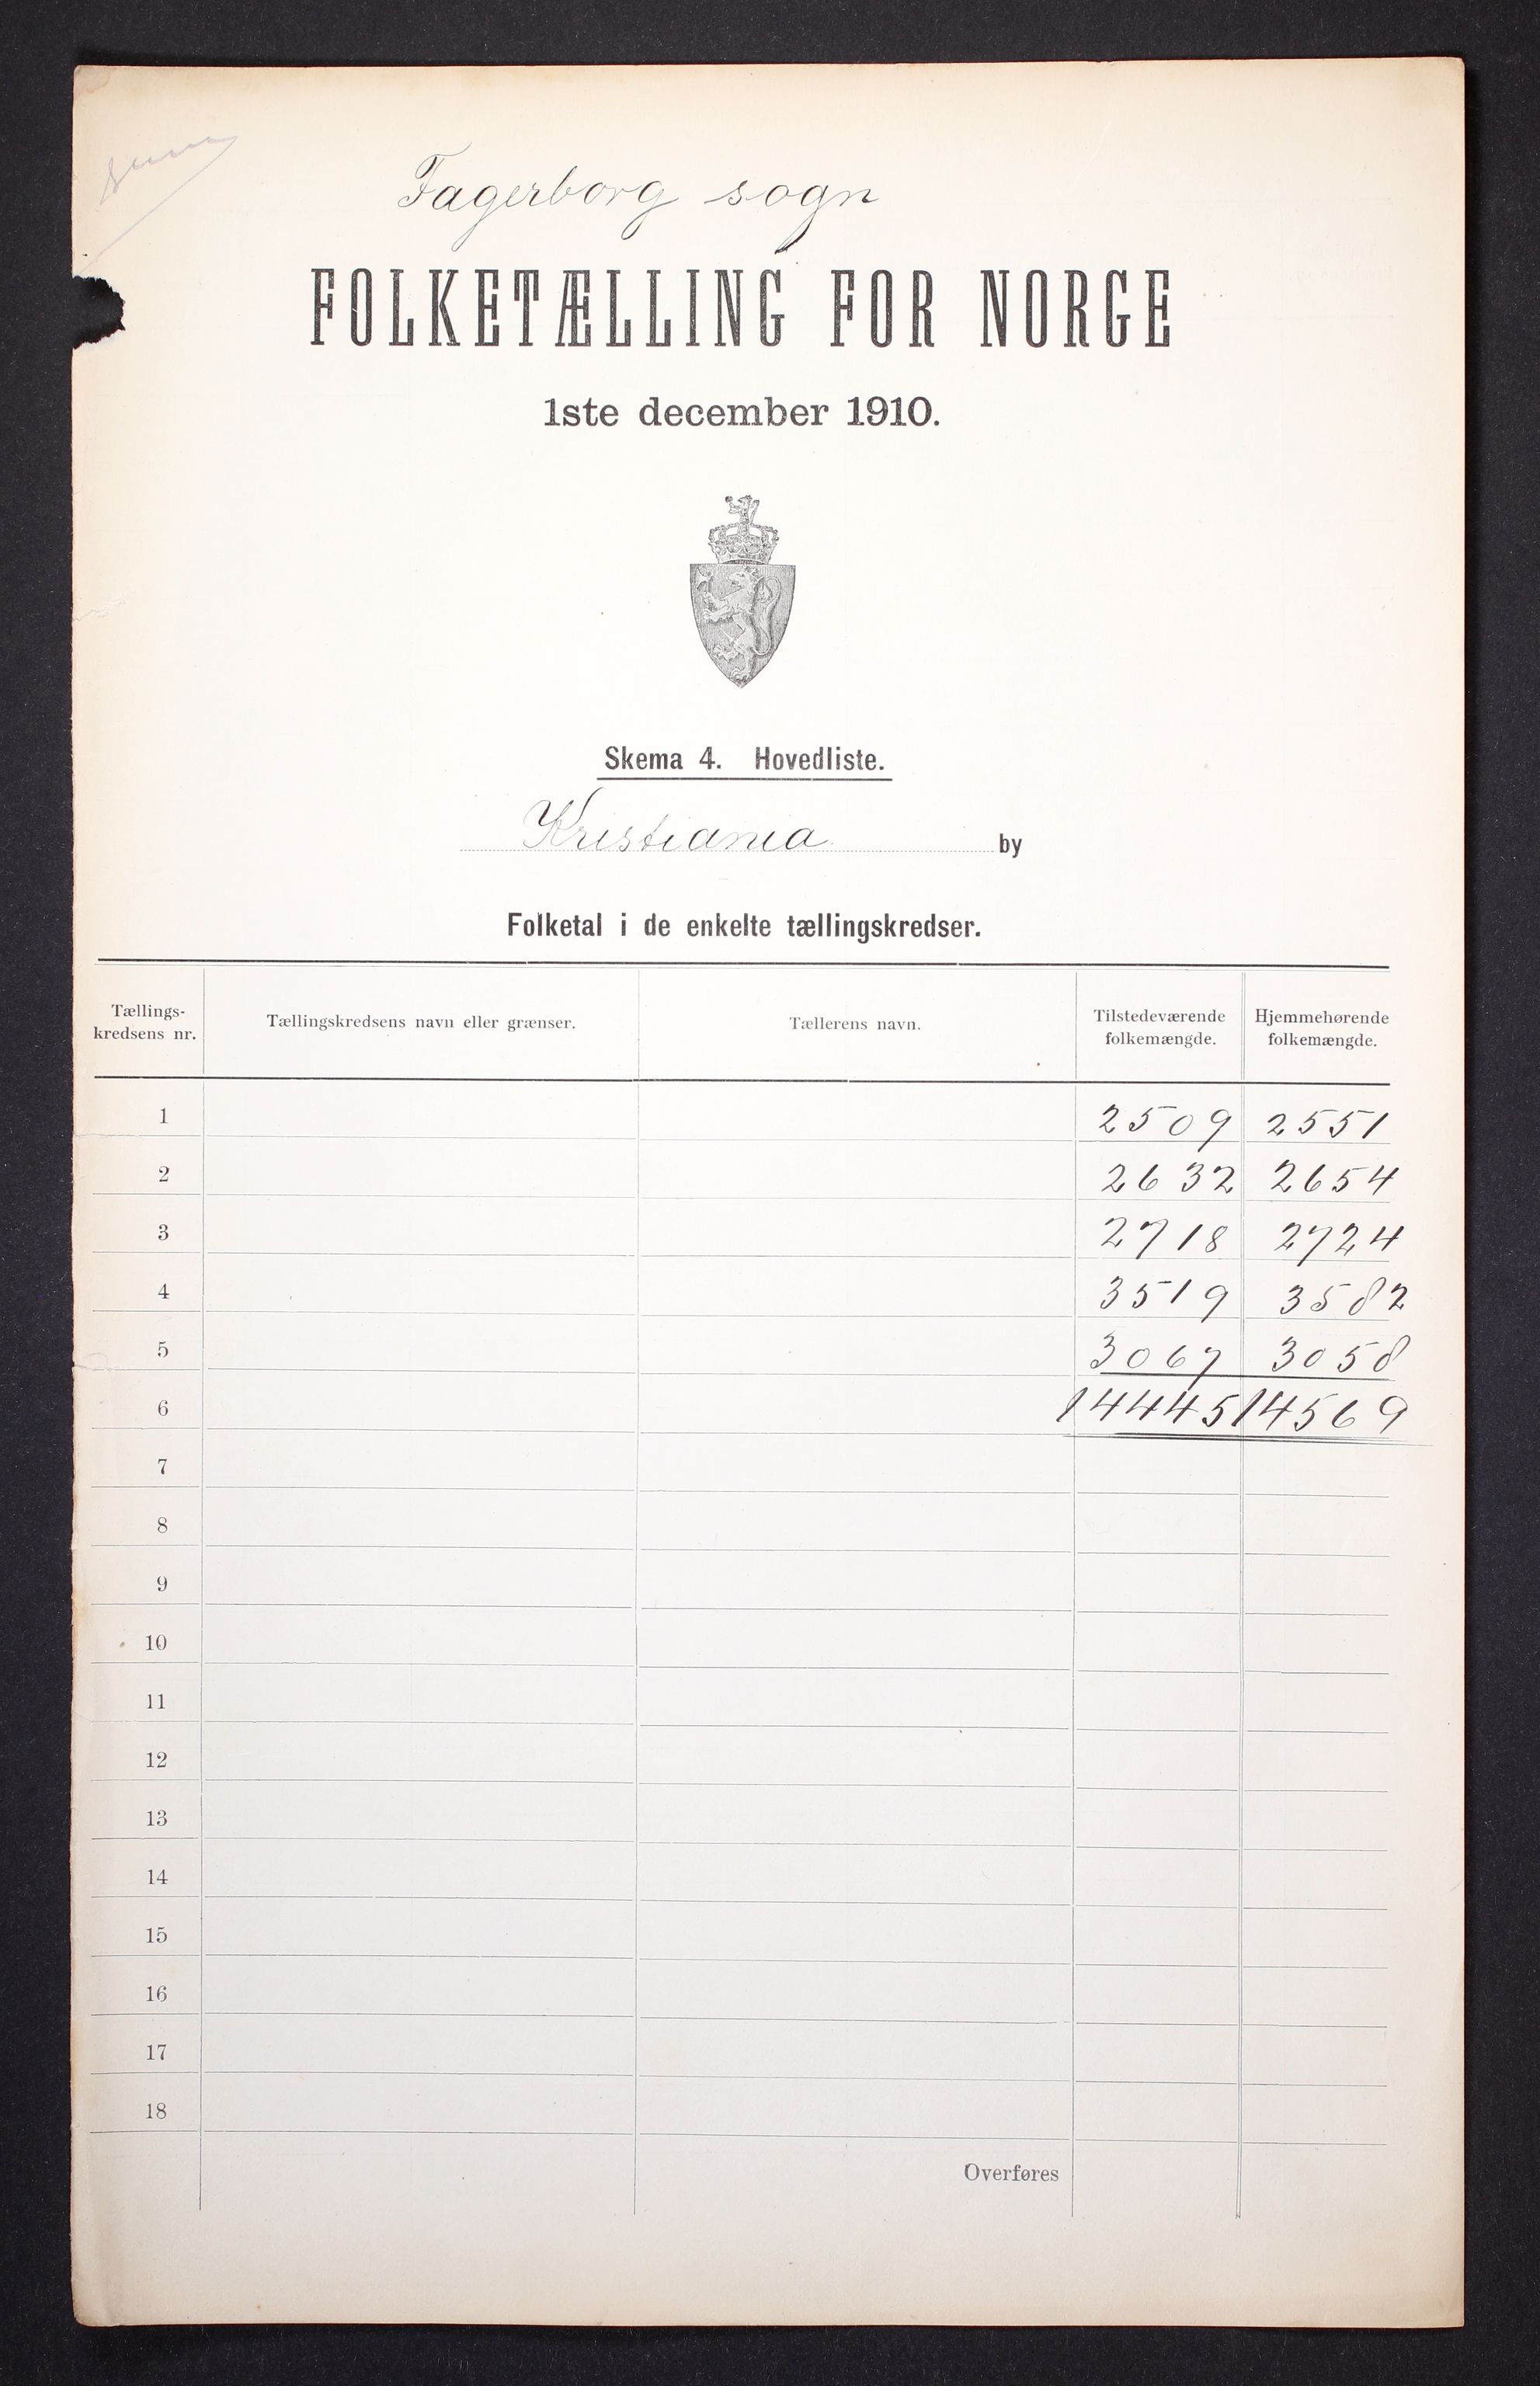 Fagerborg sogn
FOLKETÆLLING FOR NORGE
1ste december 1910.
Skema 4. Hovedliste.
Kristiania by
Folketal i de enkelte tællingskredser.
Tællings-kredsens nr. Tællingskredsens navn eller grænser. Tællerens navn. Tilstedeværende folkemængde. Hjemmehørende folkemængde.
1 2509 2551
2 2632 2654
3 2718 2724
4 3519 3582
5 3067 3058
6 14445 14569
7
8
9
10
11
12
13
14
15
16
17
18
Overføres